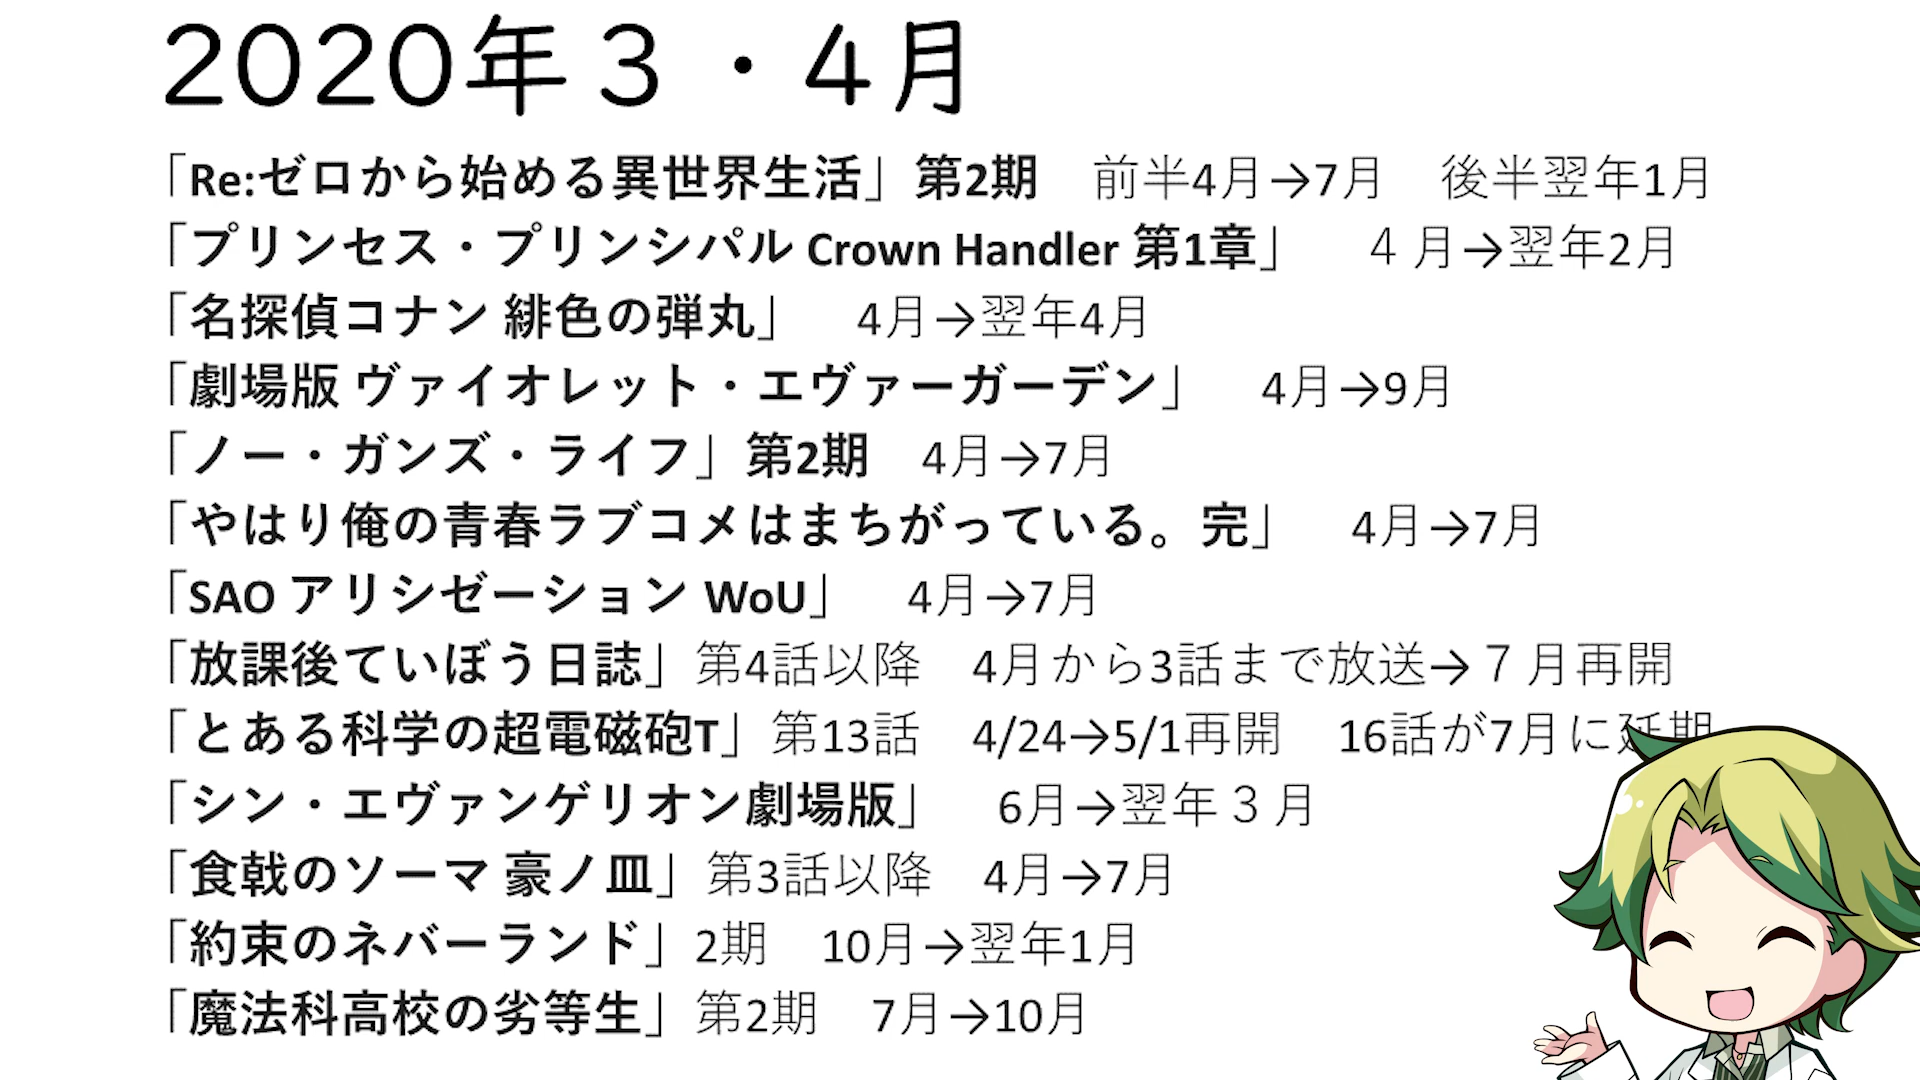 2020年３・４月
「Re:ゼロから始める異世界生活」第2期　前半4月→7月　後半翌年1月
「プリンセス・プリンシパル Crown Handler 第1章」　４月→翌年2月
「名探偵コナン 緋色の弾丸」　4月→翌年4月
「劇場版 ヴァイオレット・エヴァーガーデン」　4月→9月
「ノー・ガンズ・ライフ」第2期　4月→7月
「やはり俺の青春ラブコメはまちがっている。完」　4月→7月
「SAO アリシゼーション WoU」　4月→7月
「放課後ていぼう日誌」第4話以降　4月から3話まで放送→７月再開
「とある科学の超電磁砲T」第13話　4/24→5/1再開　16話が7月に延期
「シン・エヴァンゲリオン劇場版」　6月→翌年３月
「食戟のソーマ 豪ノ皿」第3話以降　4月→7月
「約束のネバーランド」2期　10月→翌年1月
「魔法科高校の劣等生」第2期　7月→10月